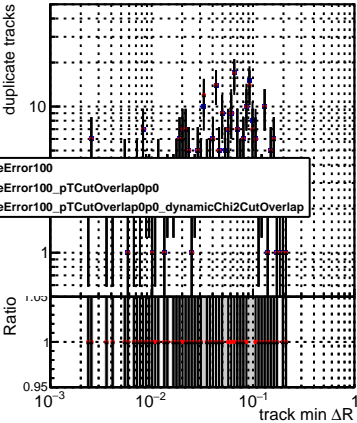 duplicate tracks
10
eError100
eError100_pTCutOverlap0p0
eError100_pTCutOverlap0p0_dynamicChi2CutOverlap
1
Ratio
1.05
1
0.95
10⁻³ 10⁻² 10⁻¹ 1
track min ΔR